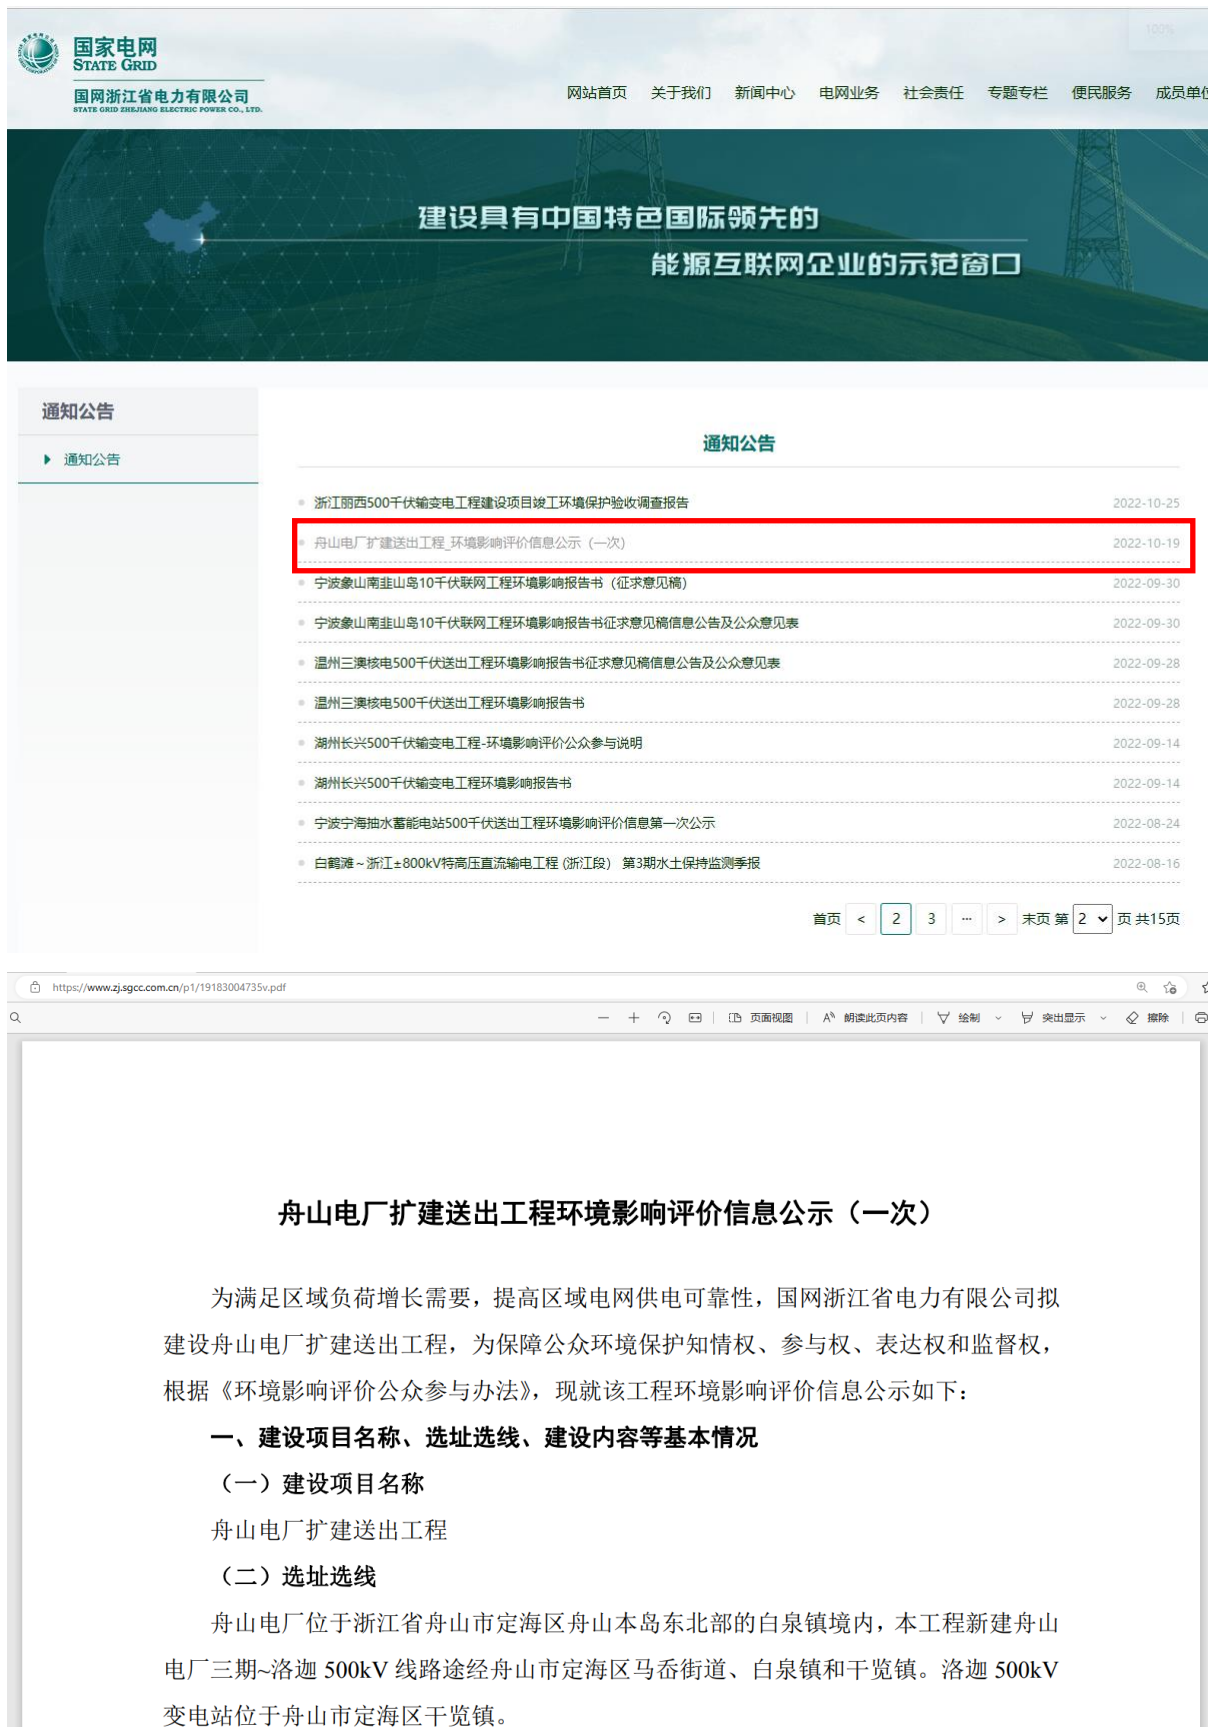 100%
国家电网
STATE GRID
STATE GRID CORPORATION
国网浙江省电力有限公司
STATE GRID ZHEJIANG ELECTRIC POWER CO., LTD.
网站首页 关于我们 新闻中心 电网业务 社会责任 专题专栏 便民服务 成员单位
建设具有中国特色国际领先的
能源互联网企业的示范窗口
通知公告
通知公告
通知公告
浙江丽西500千伏输变电工程建设项目竣工环境保护验收调查报告 2022-10-25
舟山电厂扩建送出工程_环境影响评价信息公示（一次） 2022-10-19
宁波象山南韭山岛10千伏联网工程环境影响报告书（征求意见稿） 2022-09-30
宁波象山南韭山岛10千伏联网工程环境影响报告书征求意见稿信息公告及公众意见表 2022-09-30
温州三澳核电500千伏送出工程环境影响报告书征求意见稿信息公告及公众意见表 2022-09-28
温州三澳核电500千伏送出工程环境影响报告书 2022-09-28
湖州长兴500千伏输变电工程-环境影响评价公众参与说明 2022-09-14
湖州长兴500千伏输变电工程环境影响报告书 2022-09-14
宁波宁海抽水蓄能电站500千伏送出工程环境影响评价信息第一次公示 2022-08-24
白鹤滩～浙江±800kV特高压直流输电工程 (浙江段） 第3期水土保持监测季报 2022-08-16
首页 < 2 3 ... > 末页 第 2 页 共15页
https://www.zj.sgcc.com.cn/p1/19183004735v.pdf
页面视图 朗读此页内容 绘制 突出显示 擦除
舟山电厂扩建送出工程环境影响评价信息公示（一次）
为满足区域负荷增长需要，提高区域电网供电可靠性，国网浙江省电力有限公司拟
建设舟山电厂扩建送出工程，为保障公众环境保护知情权、参与权、表达权和监督权，
根据《环境影响评价公众参与办法》，现就该工程环境影响评价信息公示如下：
一、建设项目名称、选址选线、建设内容等基本情况
（一）建设项目名称
舟山电厂扩建送出工程
（二）选址选线
舟山电厂位于浙江省舟山市定海区舟山本岛东北部的白泉镇境内，本工程新建舟山
电厂三期~洛迦 500kV 线路途经舟山市定海区马岙街道、白泉镇和干览镇。洛迦 500kV
变电站位于舟山市定海区干览镇。